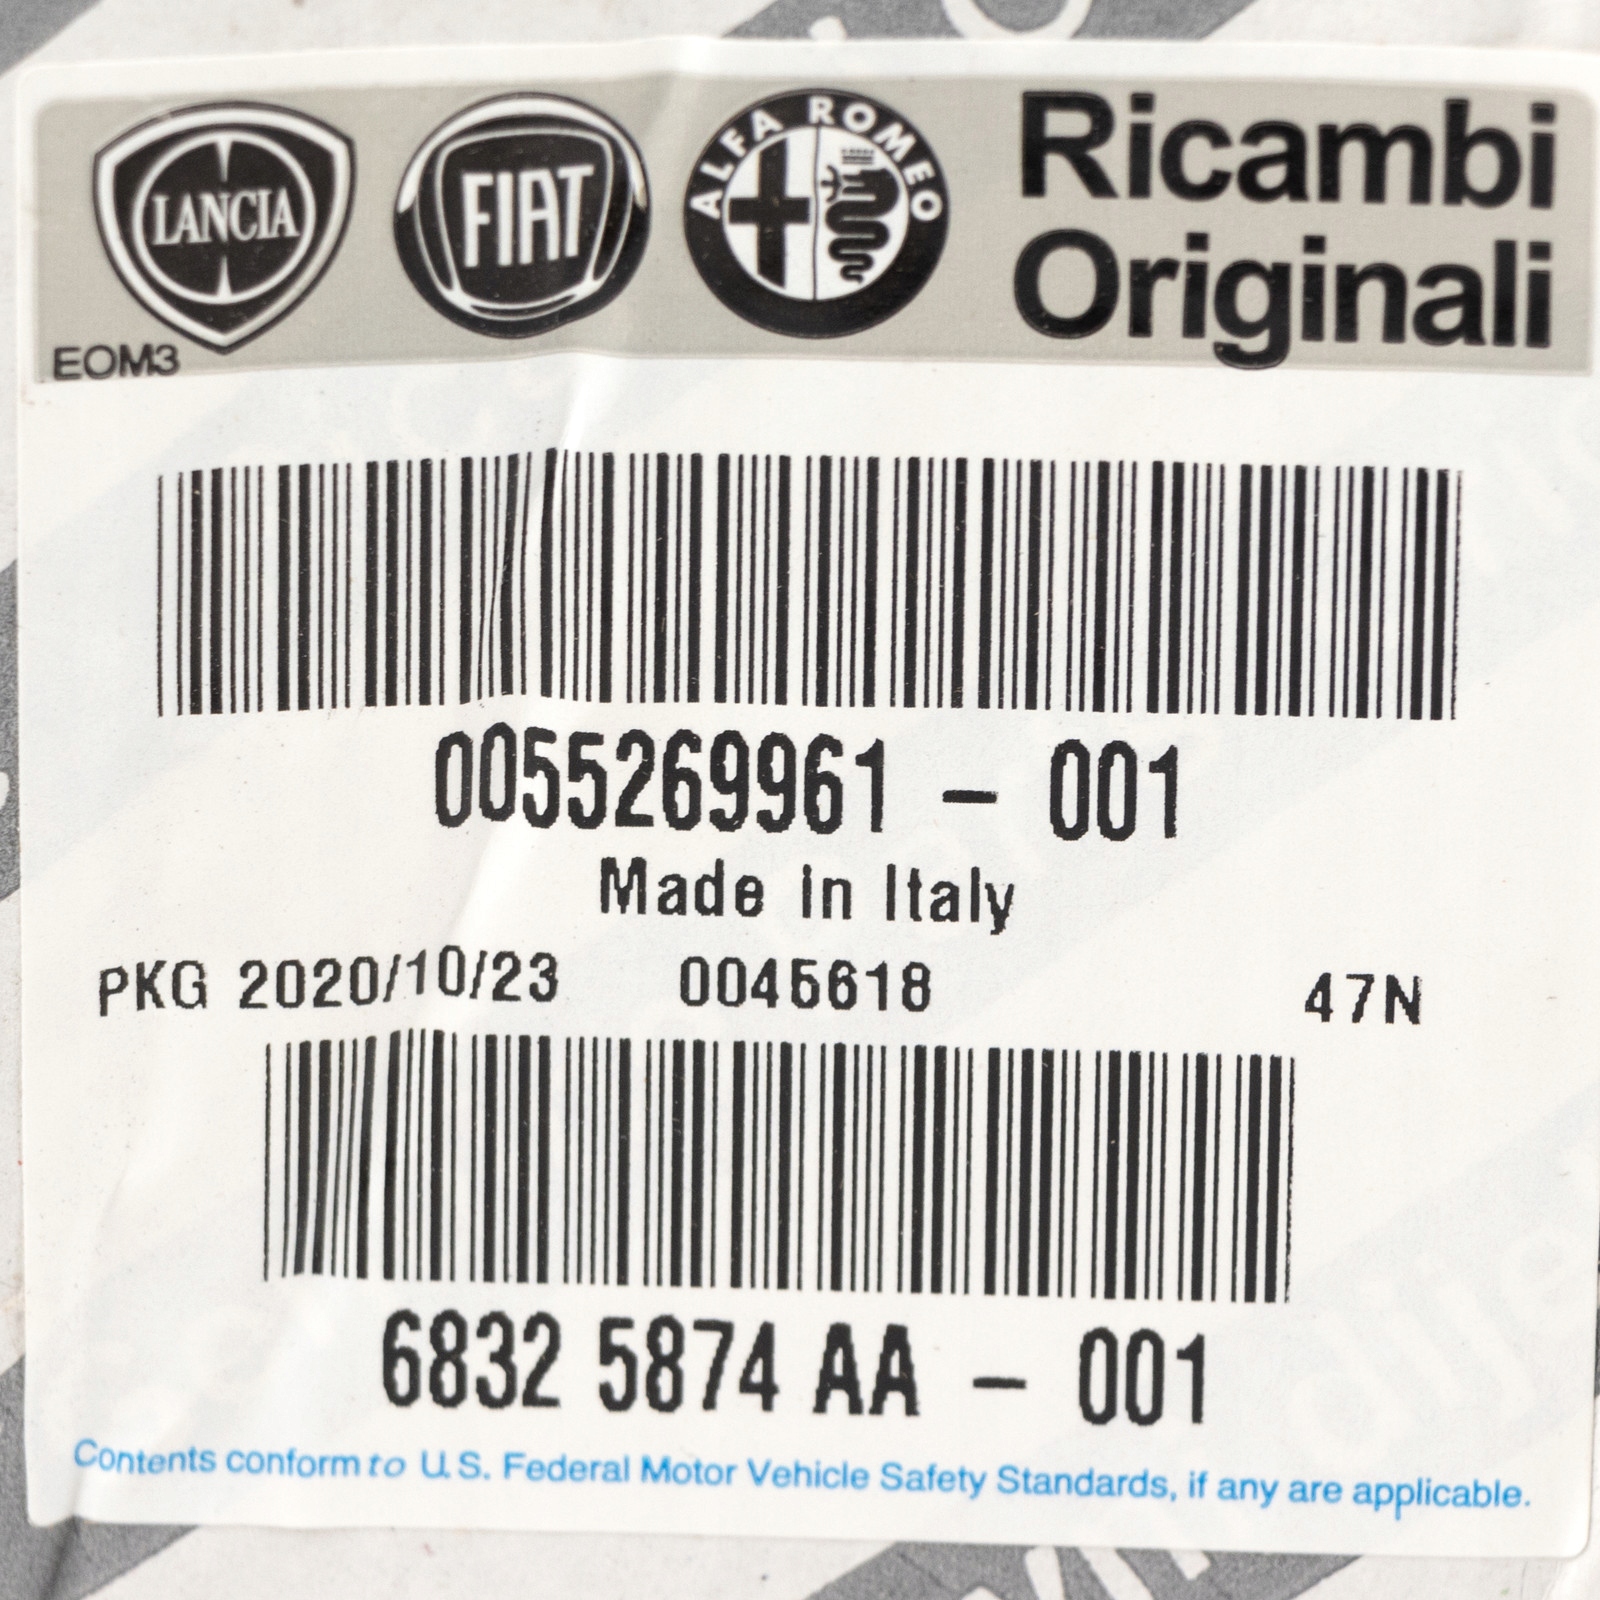 LANCIA FIAT ALFA ROMEO Ricambi
Originali
EOM3
0055269961 - 001
Made in Italy
PKG 2020/10/23 0045618 47N
6832 5874 AA - 001
Contents conform to U.S. Federal Motor Vehicle Safety Standards, if any are applicable.